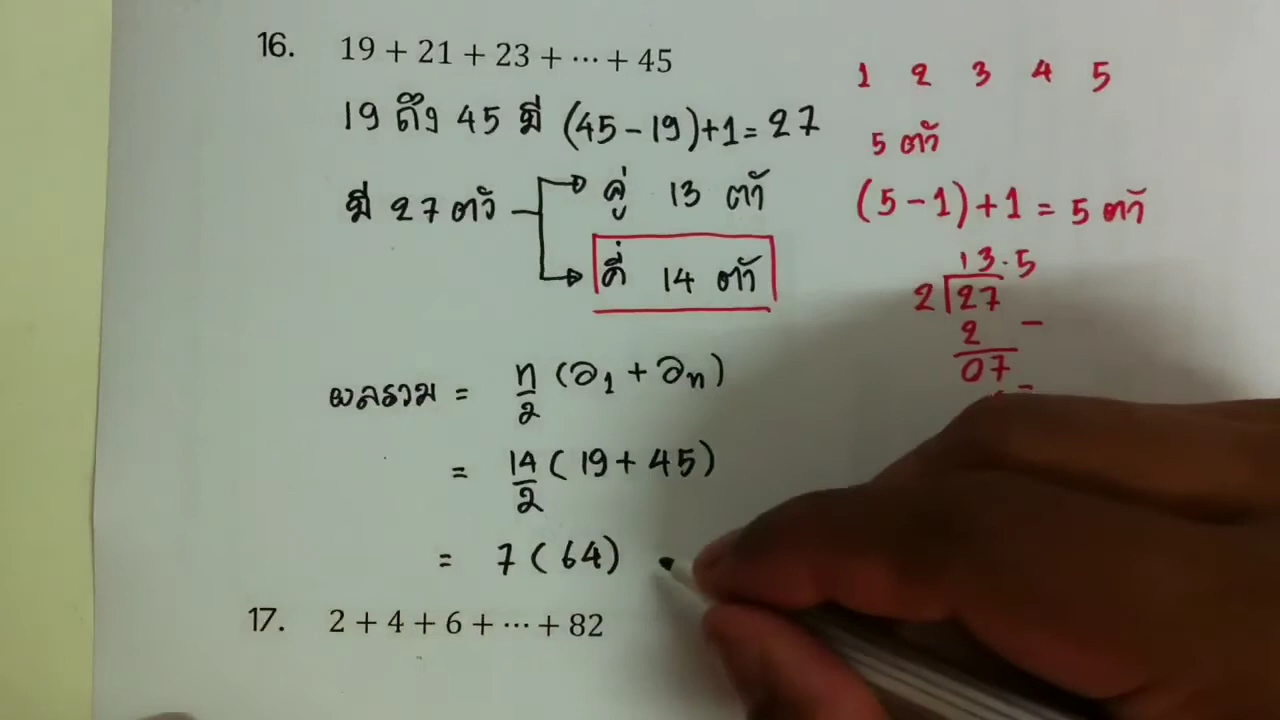 16. 19 + 21 + 23 + ⋯ + 45
19 ถึง 45 มี (45 - 19) + 1 = 27
มี 27 ตัว
คู่ 13 ตัว
คี่ 14 ตัว
ผลรวม = n/2 (a₁ + aₙ)
= 14/2 (19 + 45)
= 7 (64)
17. 2 + 4 + 6 + ⋯ + 82
1 2 3 4 5
5 ตัว
(5 - 1) + 1 = 5 ตัว
13.5
2 27
2 -
07